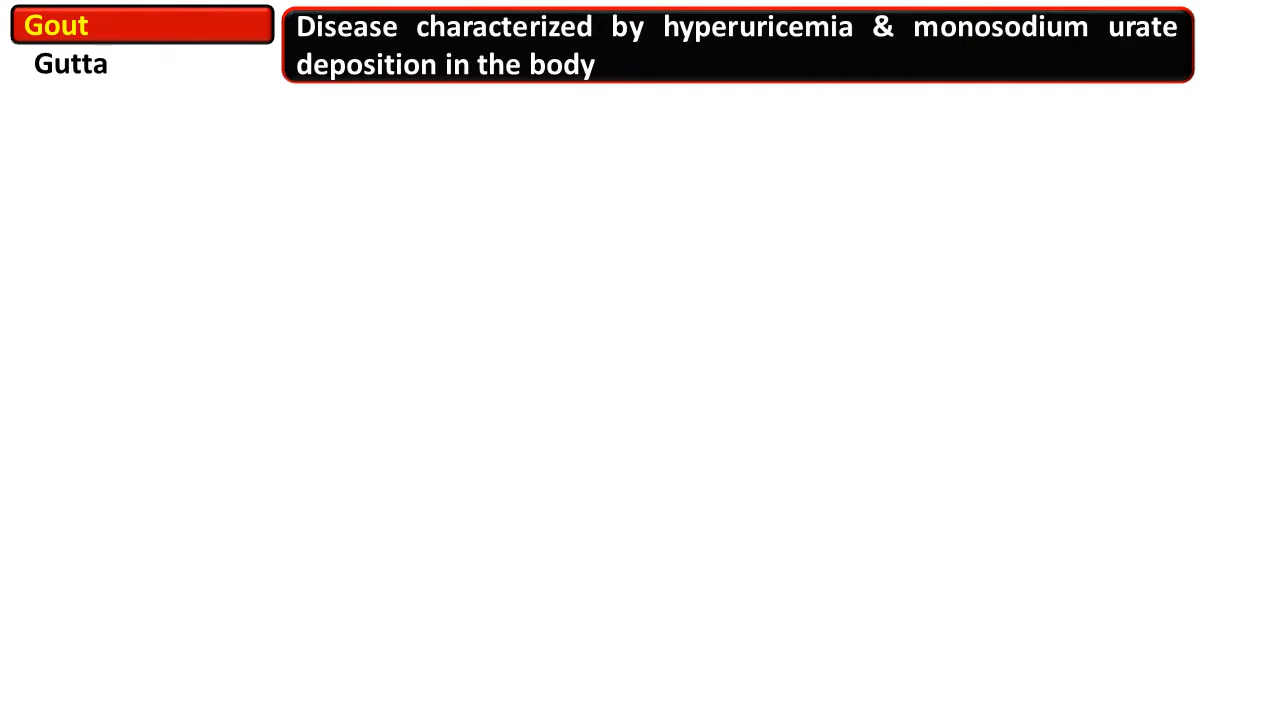 Gout
Gutta
Disease characterized by hyperuricemia & monosodium urate
deposition in the body